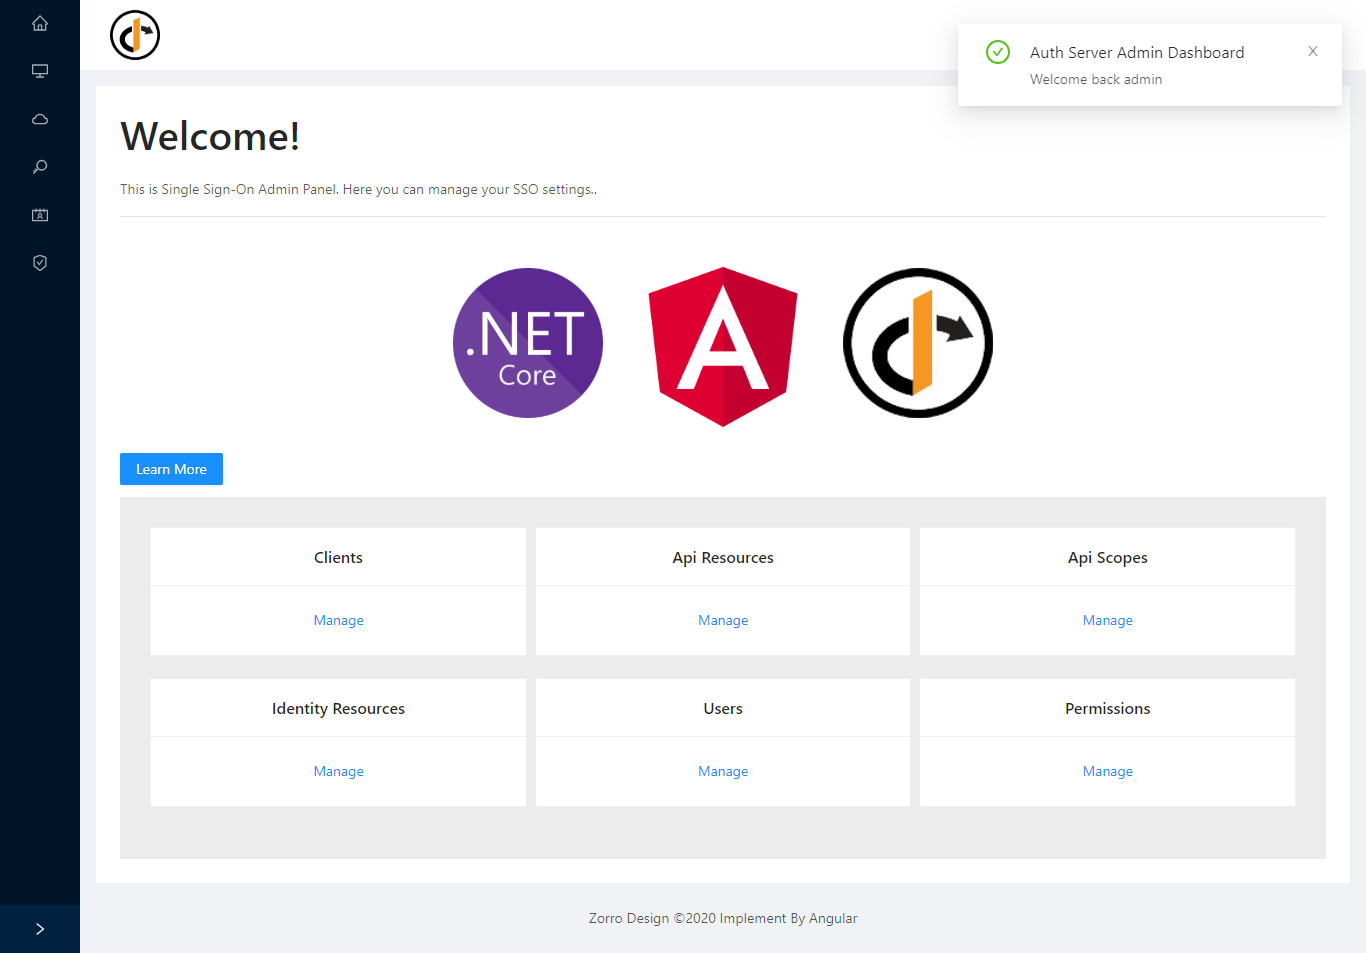 Auth Server Admin Dashboard
Welcome back admin
Welcome!
This is Single Sign-On Admin Panel. Here you can manage your SSO settings..
.NET
Core
A
Learn More
Clients
Api Resources
Api Scopes
Manage
Manage
Manage
Identity Resources
Users
Permissions
Manage
Manage
Manage
Zorro Design ©2020 Implement By Angular